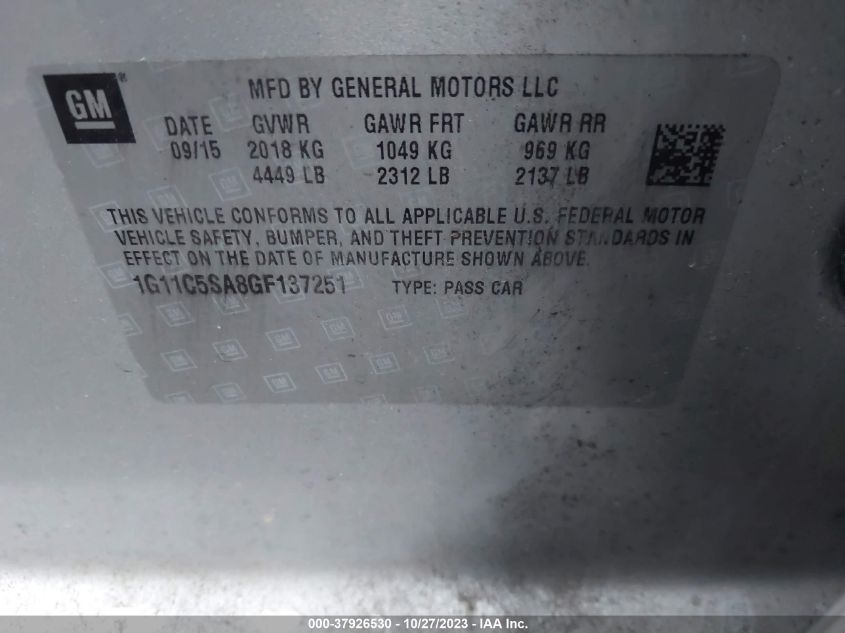 GM ®
MFD BY GENERAL MOTORS LLC
DATE GVWR GAWR FRT GAWR RR
09/15 2018 KG 1049 KG 969 KG
4449 LB 2312 LB 2137 LB
THIS VEHICLE CONFORMS TO ALL APPLICABLE U.S. FEDERAL MOTOR
VEHICLE SAFETY, BUMPER, AND THEFT PREVENTION STANDARDS IN
EFFECT ON THE DATE OF MANUFACTURE SHOWN ABOVE.
1G11C5SA8GF137251 TYPE: PASS CAR
000-37926530 - 10/27/2023 - IAA Inc.